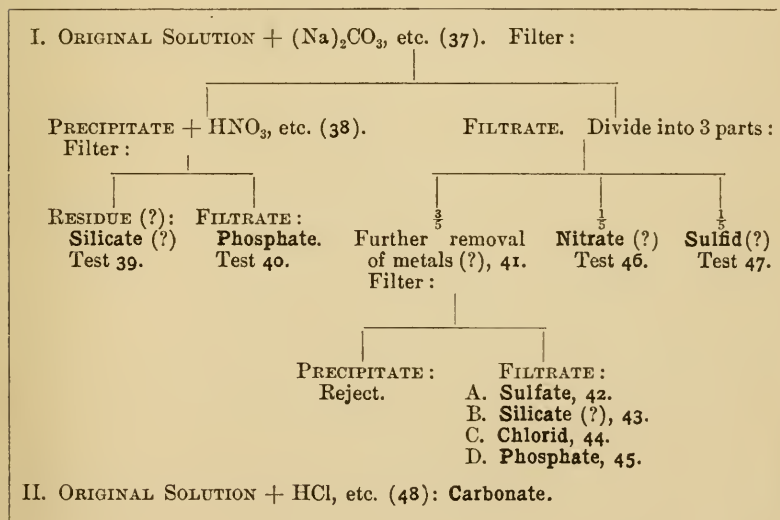 I. ORIGINAL SOLUTION + (Na)₂CO₃, etc. (37). Filter :
PRECIPITATE + HNO₃, etc. (38).
Filter :
FILTRATE. Divide into 3 parts :
RESIDUE (?) :
Silicate (?)
Test 39.
FILTRATE :
Phosphate.
Test 40.
3/5
Further removal
of metals (?), 41.
Filter :
1/5
Nitrate (?)
Test 46.
1/5
Sulfid (?)
Test 47.
PRECIPITATE :
Reject.
FILTRATE :
A. Sulfate, 42.
B. Silicate (?), 43.
C. Chlorid, 44.
D. Phosphate, 45.
II. ORIGINAL SOLUTION + HCl, etc. (48) : Carbonate.